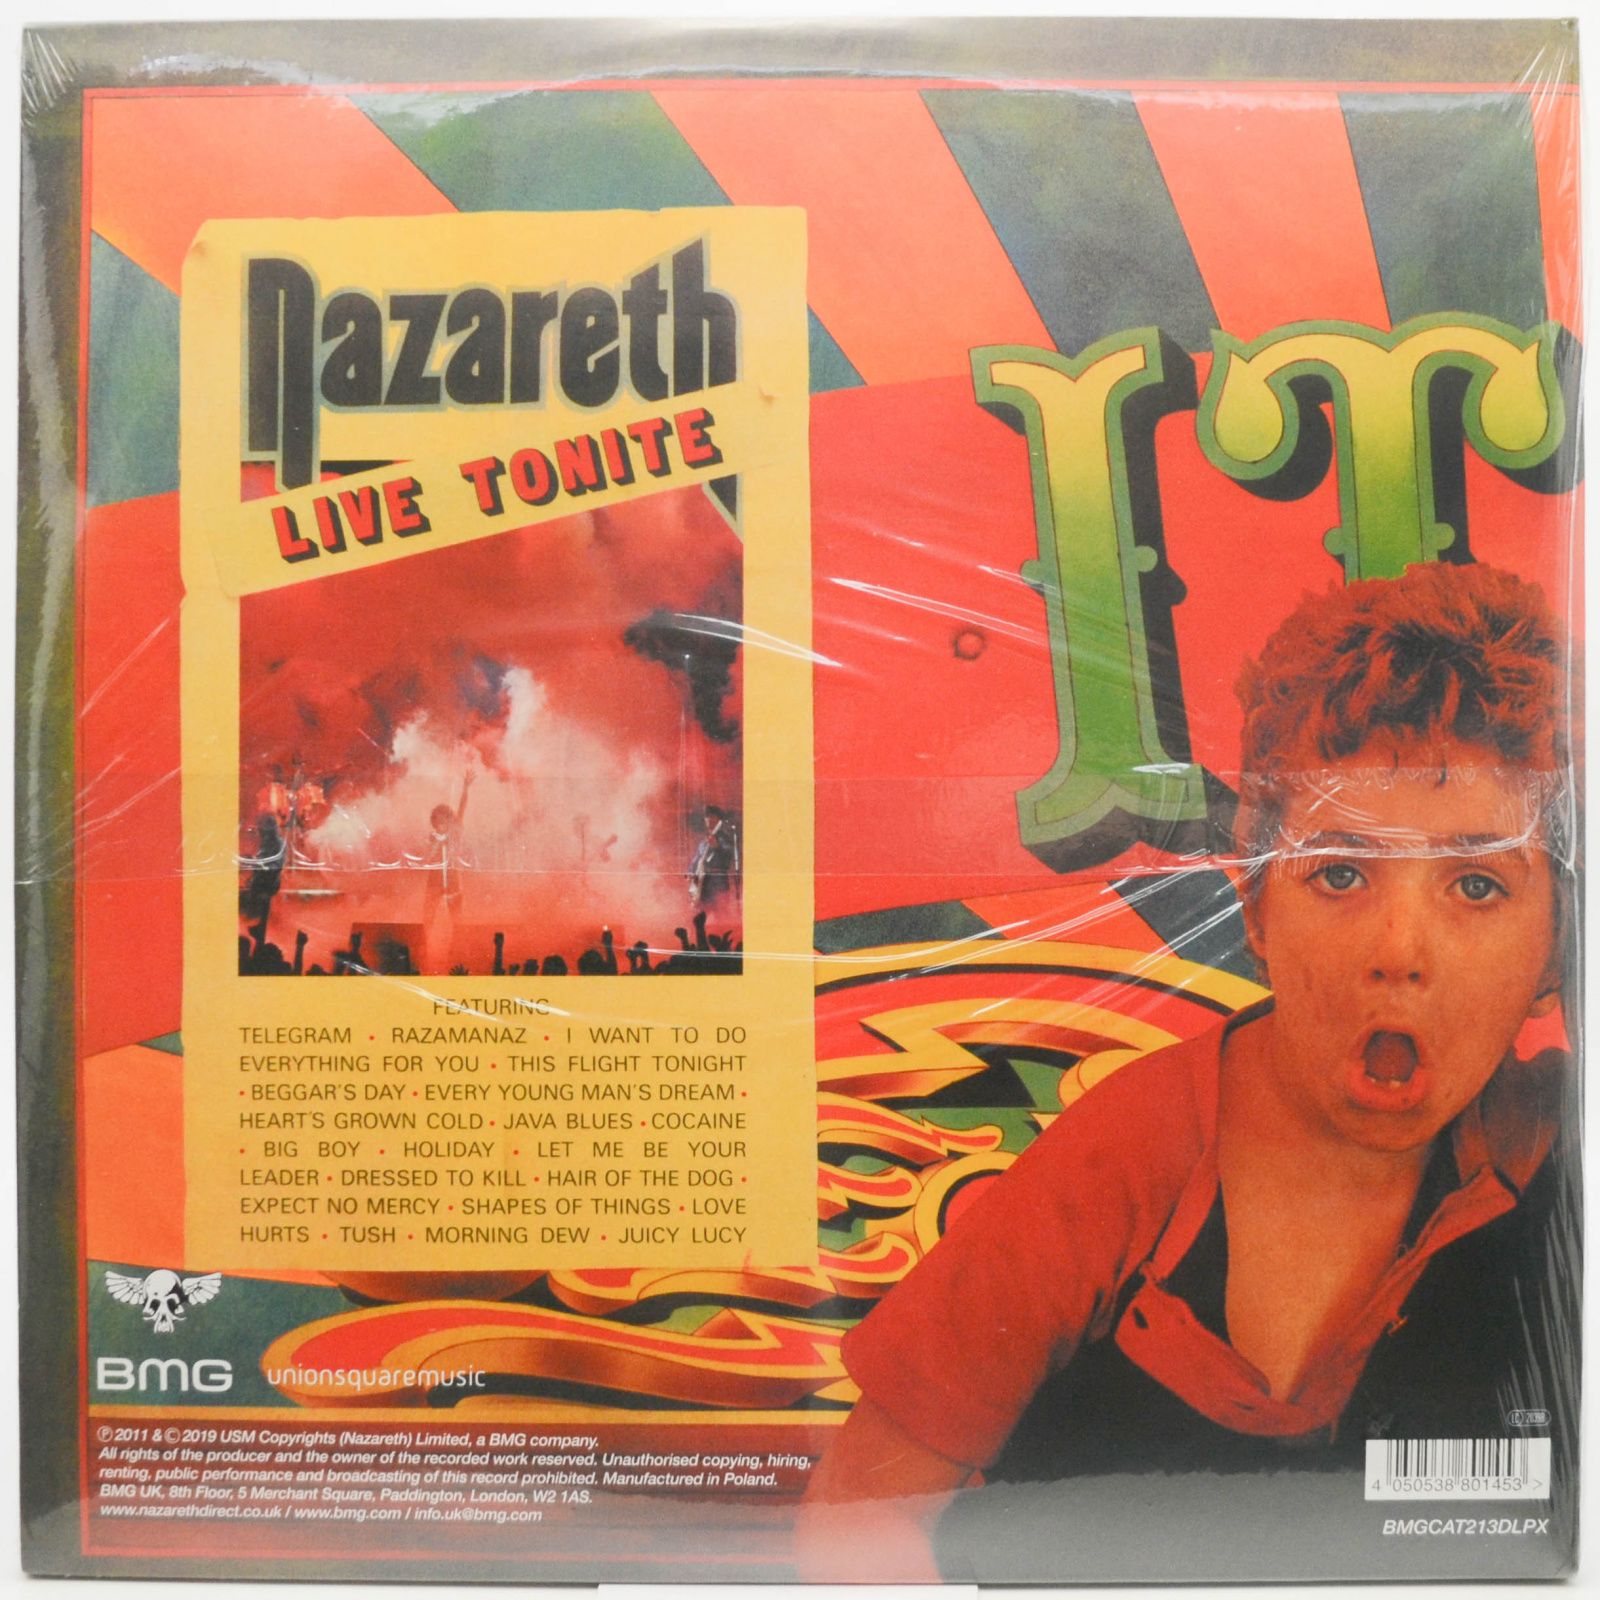 nazareth
LIVE TONITE
IT
FEATURING
TELEGRAM • RAZAMANAZ • I WANT TO DO
EVERYTHING FOR YOU • THIS FLIGHT TONIGHT
• BEGGAR'S DAY • EVERY YOUNG MAN'S DREAM •
HEART'S GROWN COLD • JAVA BLUES • COCAINE
• BIG BOY • HOLIDAY • LET ME BE YOUR
LEADER • DRESSED TO KILL • HAIR OF THE DOG •
EXPECT NO MERCY • SHAPES OF THINGS • LOVE
HURTS • TUSH • MORNING DEW • JUICY LUCY
BMG unionsquaremusic
℗ 2011 & © 2019 USM Copyrights (Nazareth) Limited, a BMG company.
All rights of the producer and the owner of the recorded work reserved. Unauthorised copying, hiring,
renting, public performance and broadcasting of this record prohibited. Manufactured in Poland.
BMG UK, 8th Floor, 5 Merchant Square, Paddington, London, W2 1AS.
www.nazarethdirect.co.uk / www.bmg.com / info.uk@bmg.com
LC
4 050538 801453 >
BMGCAT213DLPX